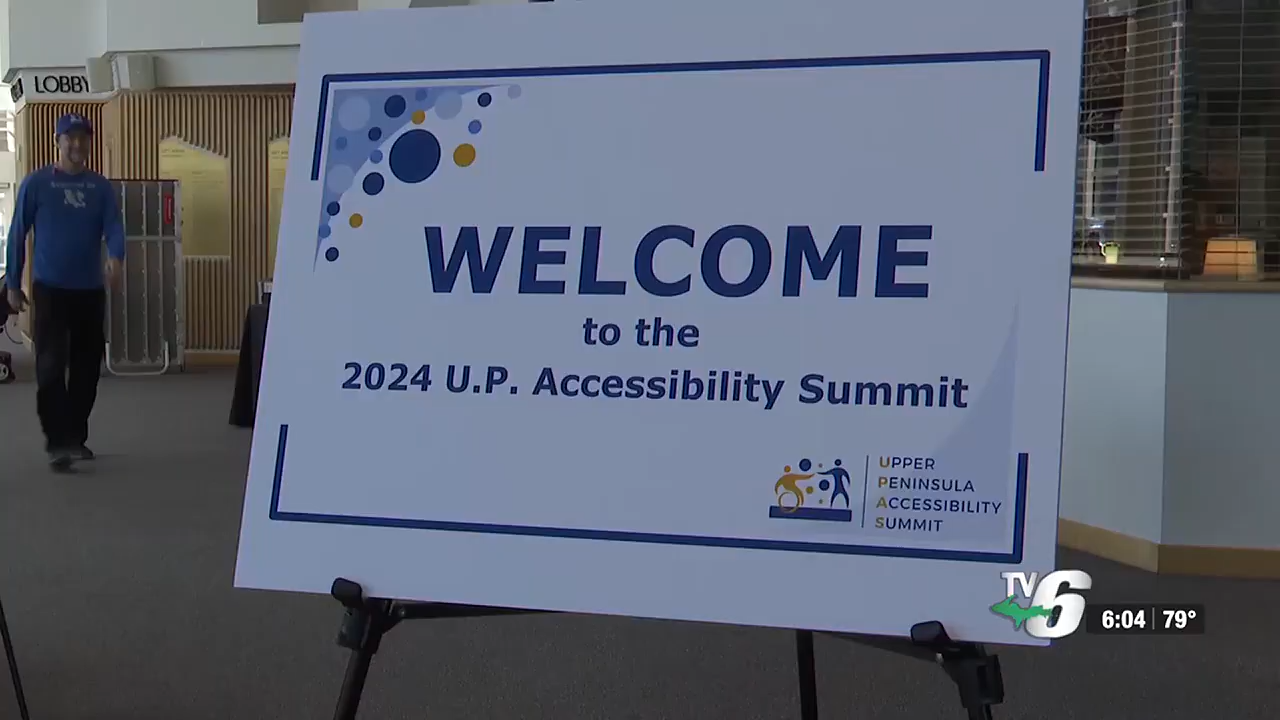 LOBBY
WELCOME
to the
2024 U.P. Accessibility Summit
UPPER
PENINSULA
ACCESSIBILITY
SUMMIT
TV6
6:04 | 79°